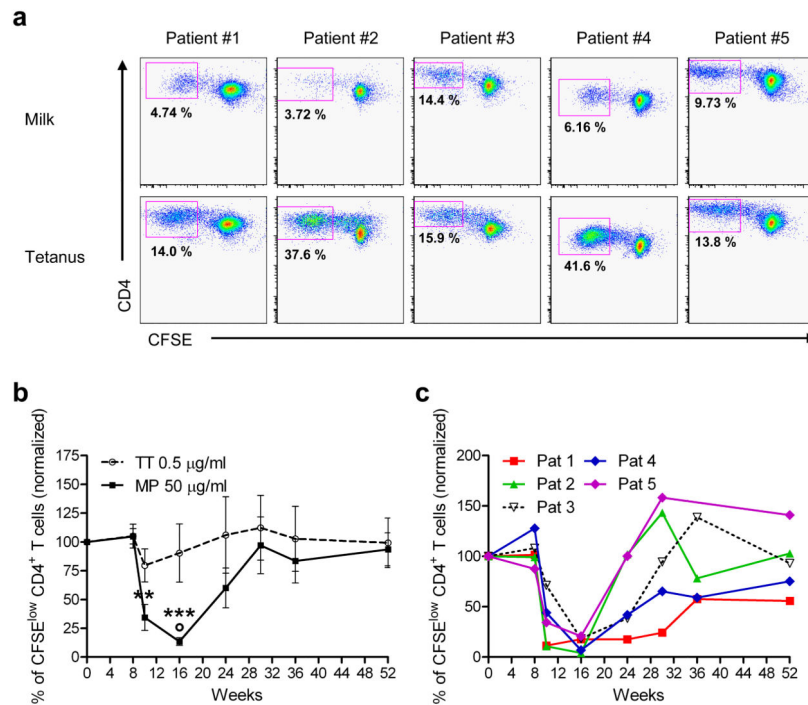 a
Patient #1 Patient #2 Patient #3 Patient #4 Patient #5
Milk
4.74 % 3.72 % 14.4 % 6.16 % 9.73 %
Tetanus
14.0 % 37.6 % 15.9 % 41.6 % 13.8 %
CD4
CFSE
b
% of CFSElow CD4+ T cells (normalized)
175
150
125
100
75
50
25
0
TT 0.5 µg/ml
MP 50 µg/ml
**
***
0 4 8 12 16 20 24 28 32 36 40 44 48 52
Weeks
c
% of CFSElow CD4+ T cells (normalized)
200
150
100
50
0
Pat 1 Pat 4
Pat 2 Pat 5
Pat 3
0 4 8 12 16 20 24 28 32 36 40 44 48 52
Weeks